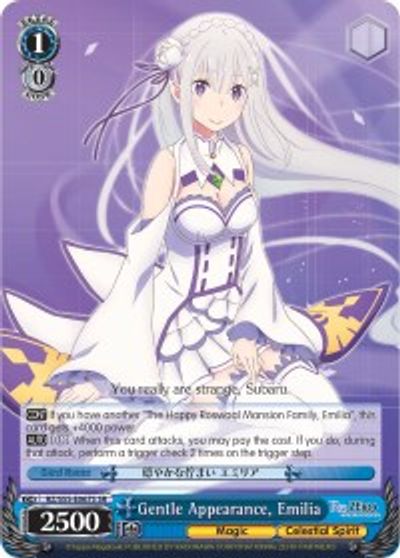 1
0
You really are strange, Subaru.
CONT If you have another "The Happy Roswaal Mansion Family, Emilia", this
card gets +4000 power.
AUTO [(1)] When this card attacks, you may pay the cost. If you do, during
that attack, perform a trigger check 2 times on the trigger step.
穏やかな佇まい エミリア
2500
Gentle Appearance, Emilia
Magic
Celestial Spirit